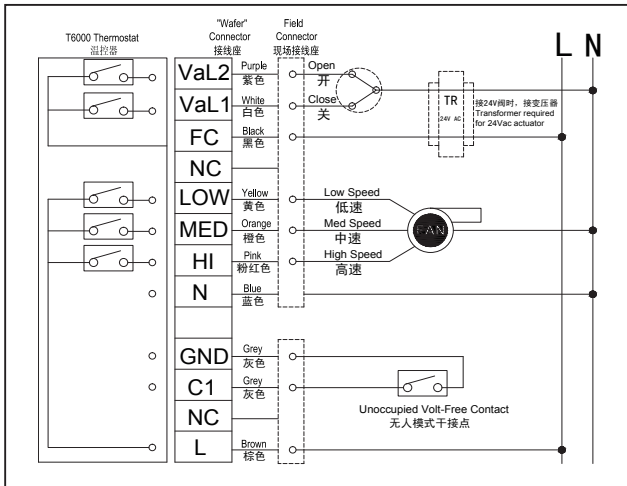 T6000 Thermostat
温控器
"Wafer"
Connector
接线座
Field
Connector
现场接线座
L N
VaL2
Purple
紫色
Open
开
VaL1
White
白色
Close
关
TR
24V AC
接24V阀时，接变压器
Transformer required
for 24Vac actuator
FC
Black
黑色
NC
LOW
Yellow
黄色
Low Speed
低速
MED
Orange
橙色
Med Speed
中速
FAN
HI
Pink
粉红色
High Speed
高速
N
Blue
蓝色
GND
Grey
灰色
C1
Grey
灰色
Unoccupied Volt-Free Contact
无人模式干接点
NC
L
Brown
棕色